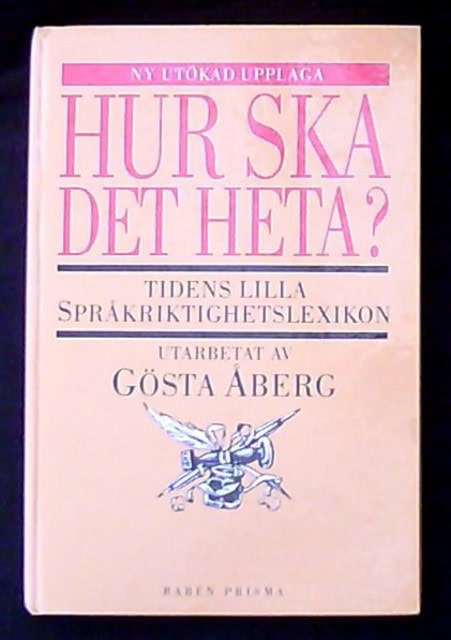 NY UTÖKAD UPPLAGA
HUR SKA
DET HETA?
TIDENS LILLA
SPRÅKRIKTIGHETSLEXIKON
UTARBETAT AV
GÖSTA ÅBERG
RABÉN PRISMA